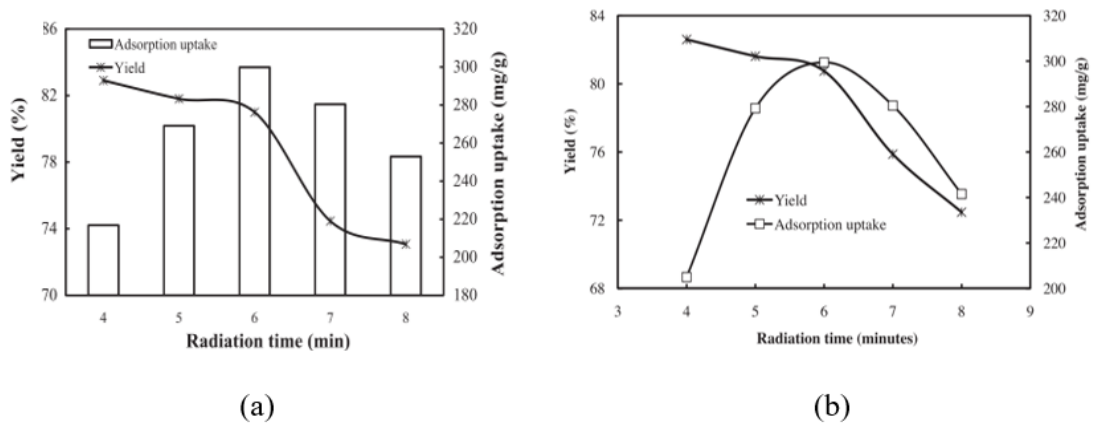 86
82
78
74
70
Yield (%)
Adsorption uptake
Yield
320
300
280
260
240
220
200
180
Adsorption uptake (mg/g)
4 5 6 7 8
Radiation time (min)
(a)
84
80
76
72
68
Yield (%)
Yield
Adsorption uptake
320
300
280
260
240
220
200
Adsorption uptake (mg/g)
3 4 5 6 7 8 9
Radiation time (minutes)
(b)